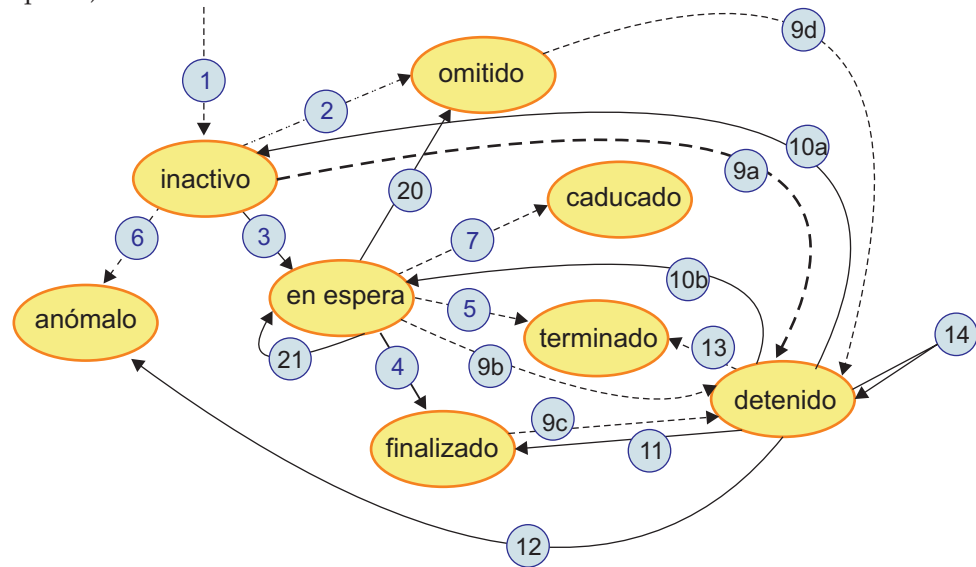 1
2
omitido
9d
10a
9a
inactivo
20
caducado
6
3
7
10b
en espera
anómalo
5
terminado
13
14
21
4
9b
detenido
9c
finalizado
11
12